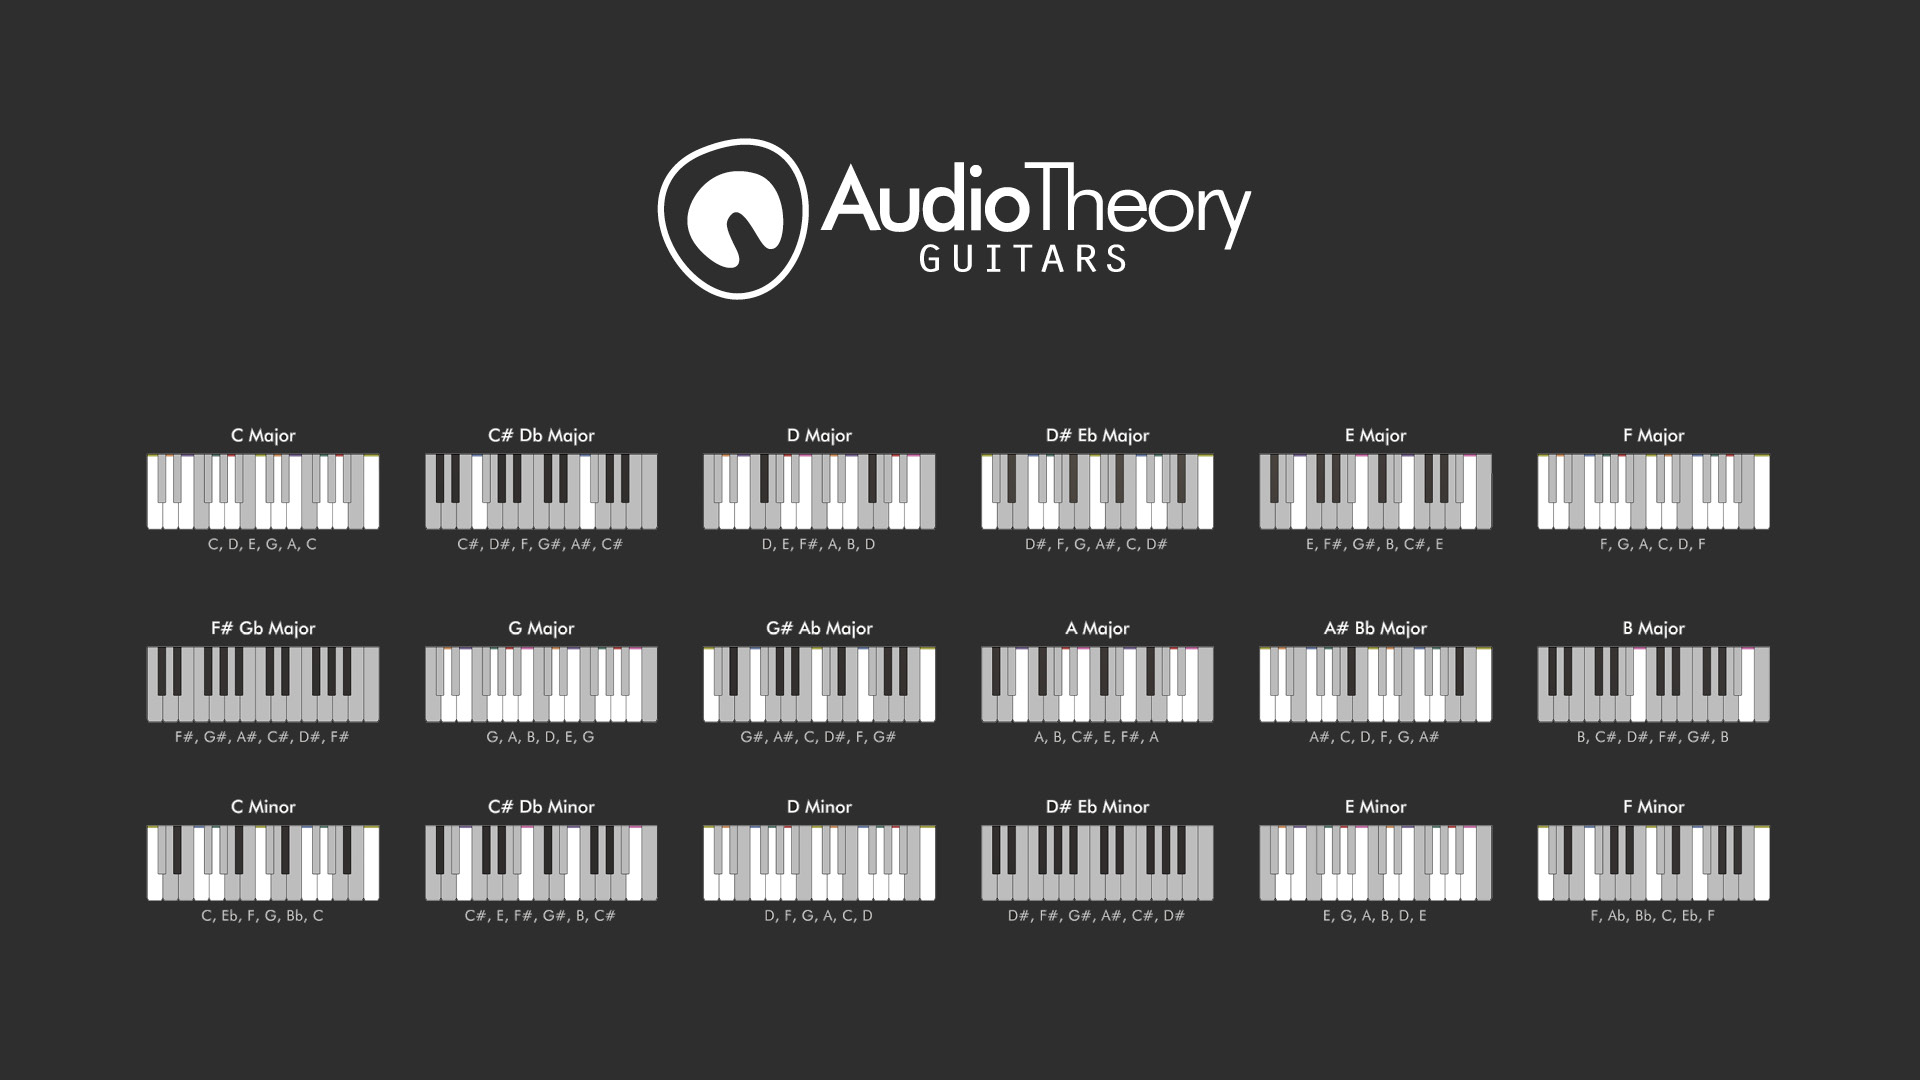 AudioTheory
GUITARS
C Major
C, D, E, G, A, C
C# Db Major
C#, D#, F, G#, A#, C#
D Major
D, E, F#, A, B, D
D# Eb Major
D#, F, G, A#, C, D#
E Major
E, F#, G#, B, C#, E
F Major
F, G, A, C, D, F
F# Gb Major
F#, G#, A#, C#, D#, F#
G Major
G, A, B, D, E, G
G# Ab Major
G#, A#, C, D#, F, G#
A Major
A, B, C#, E, F#, A
A# Bb Major
A#, C, D, F, G, A#
B Major
B, C#, D#, F#, G#, B
C Minor
C, Eb, F, G, Bb, C
C# Db Minor
C#, E, F#, G#, B, C#
D Minor
D, F, G, A, C, D
D# Eb Minor
D#, F#, G#, A#, C#, D#
E Minor
E, G, A, B, D, E
F Minor
F, Ab, Bb, C, Eb, F